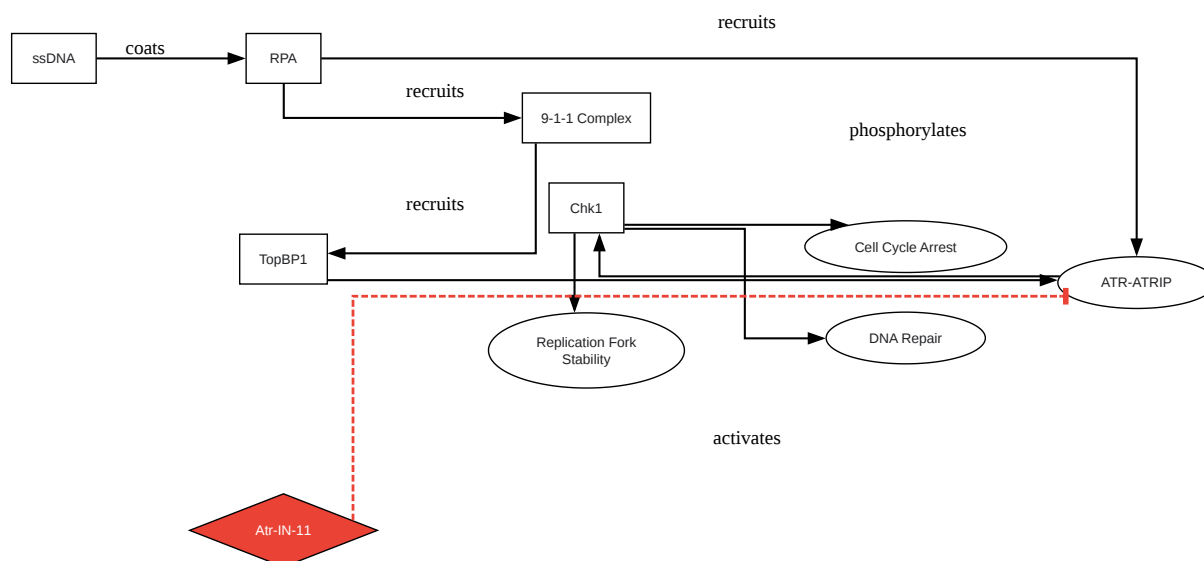 recruits
ssDNA
coats
RPA
recruits
9-1-1 Complex
phosphorylates
recruits
Chk1
Cell Cycle Arrest
TopBP1
ATR-ATRIP
Replication Fork
Stability
DNA Repair
activates
Atr-IN-11